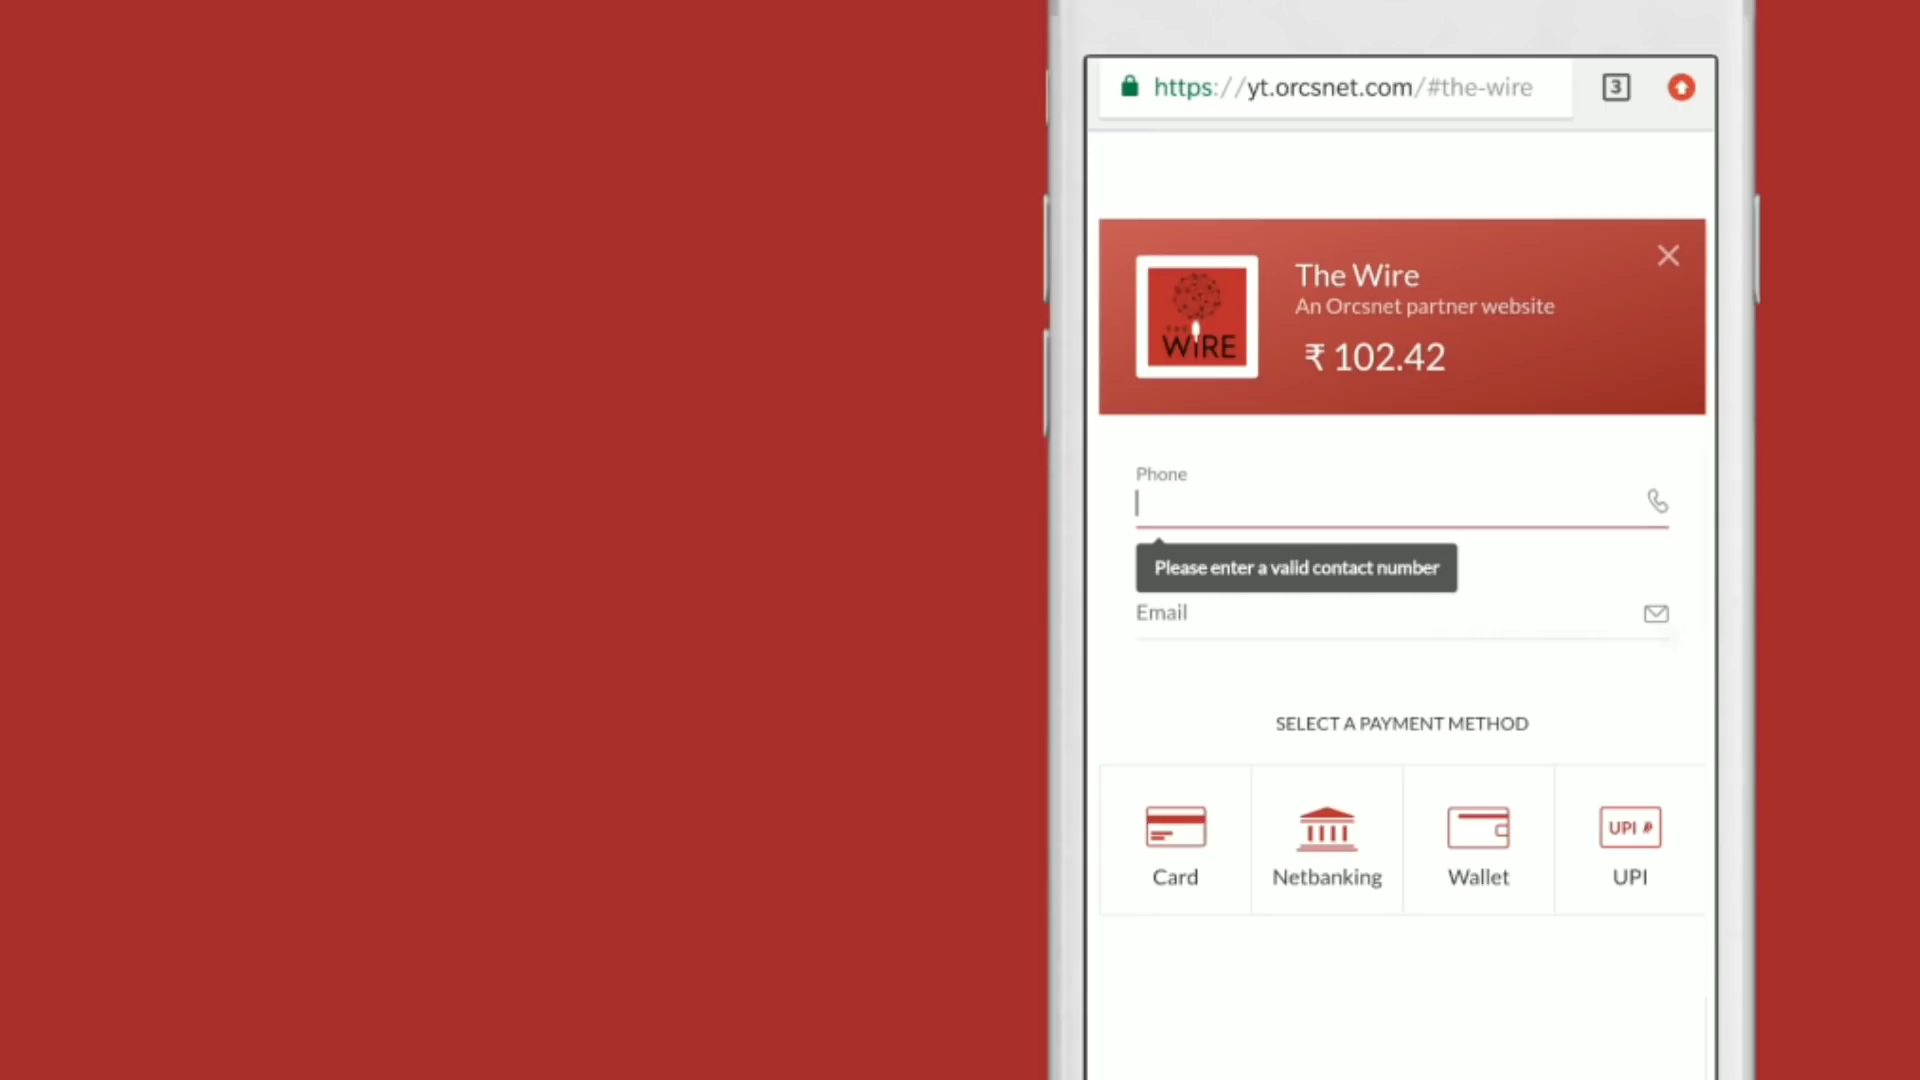 https://yt.orcsnet.com/#the-wire
3
The Wire
An Orcsnet partner website
₹ 102.42
THE
WIRE
Phone
Please enter a valid contact number
Email
SELECT A PAYMENT METHOD
UPI
Card
Netbanking
Wallet
UPI